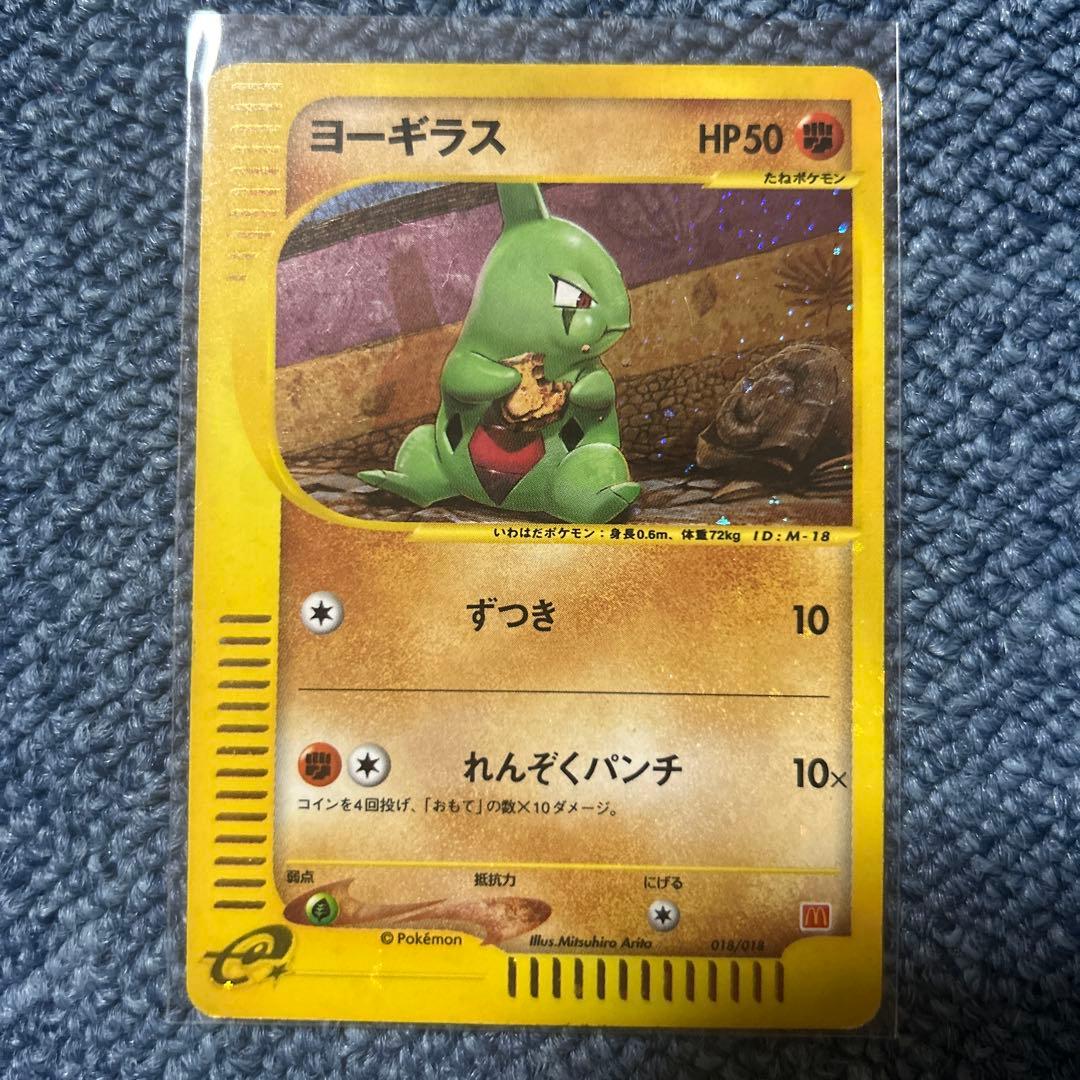 ヨーギラス HP50
たねポケモン
いわはだポケモン：身長0.6m、体重72kg ID:M-18
ずつき 10
れんぞくパンチ 10×
コインを4回投げ、「おもて」の数×10ダメージ。
弱点 抵抗力 にげる
©Pokémon Illus.Mitsuhiro Arita 018/018
e